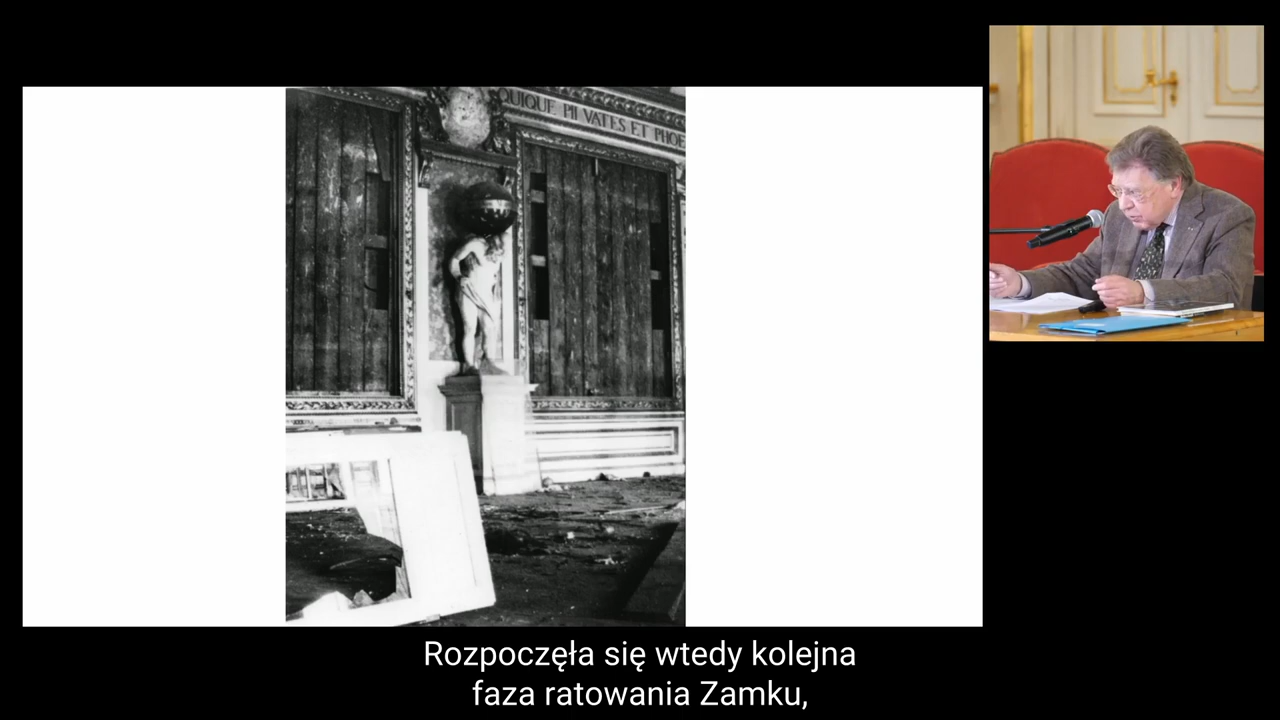 QUIQUE PII VATES ET PHOE
Rozpoczęła się wtedy kolejna
faza ratowania Zamku,